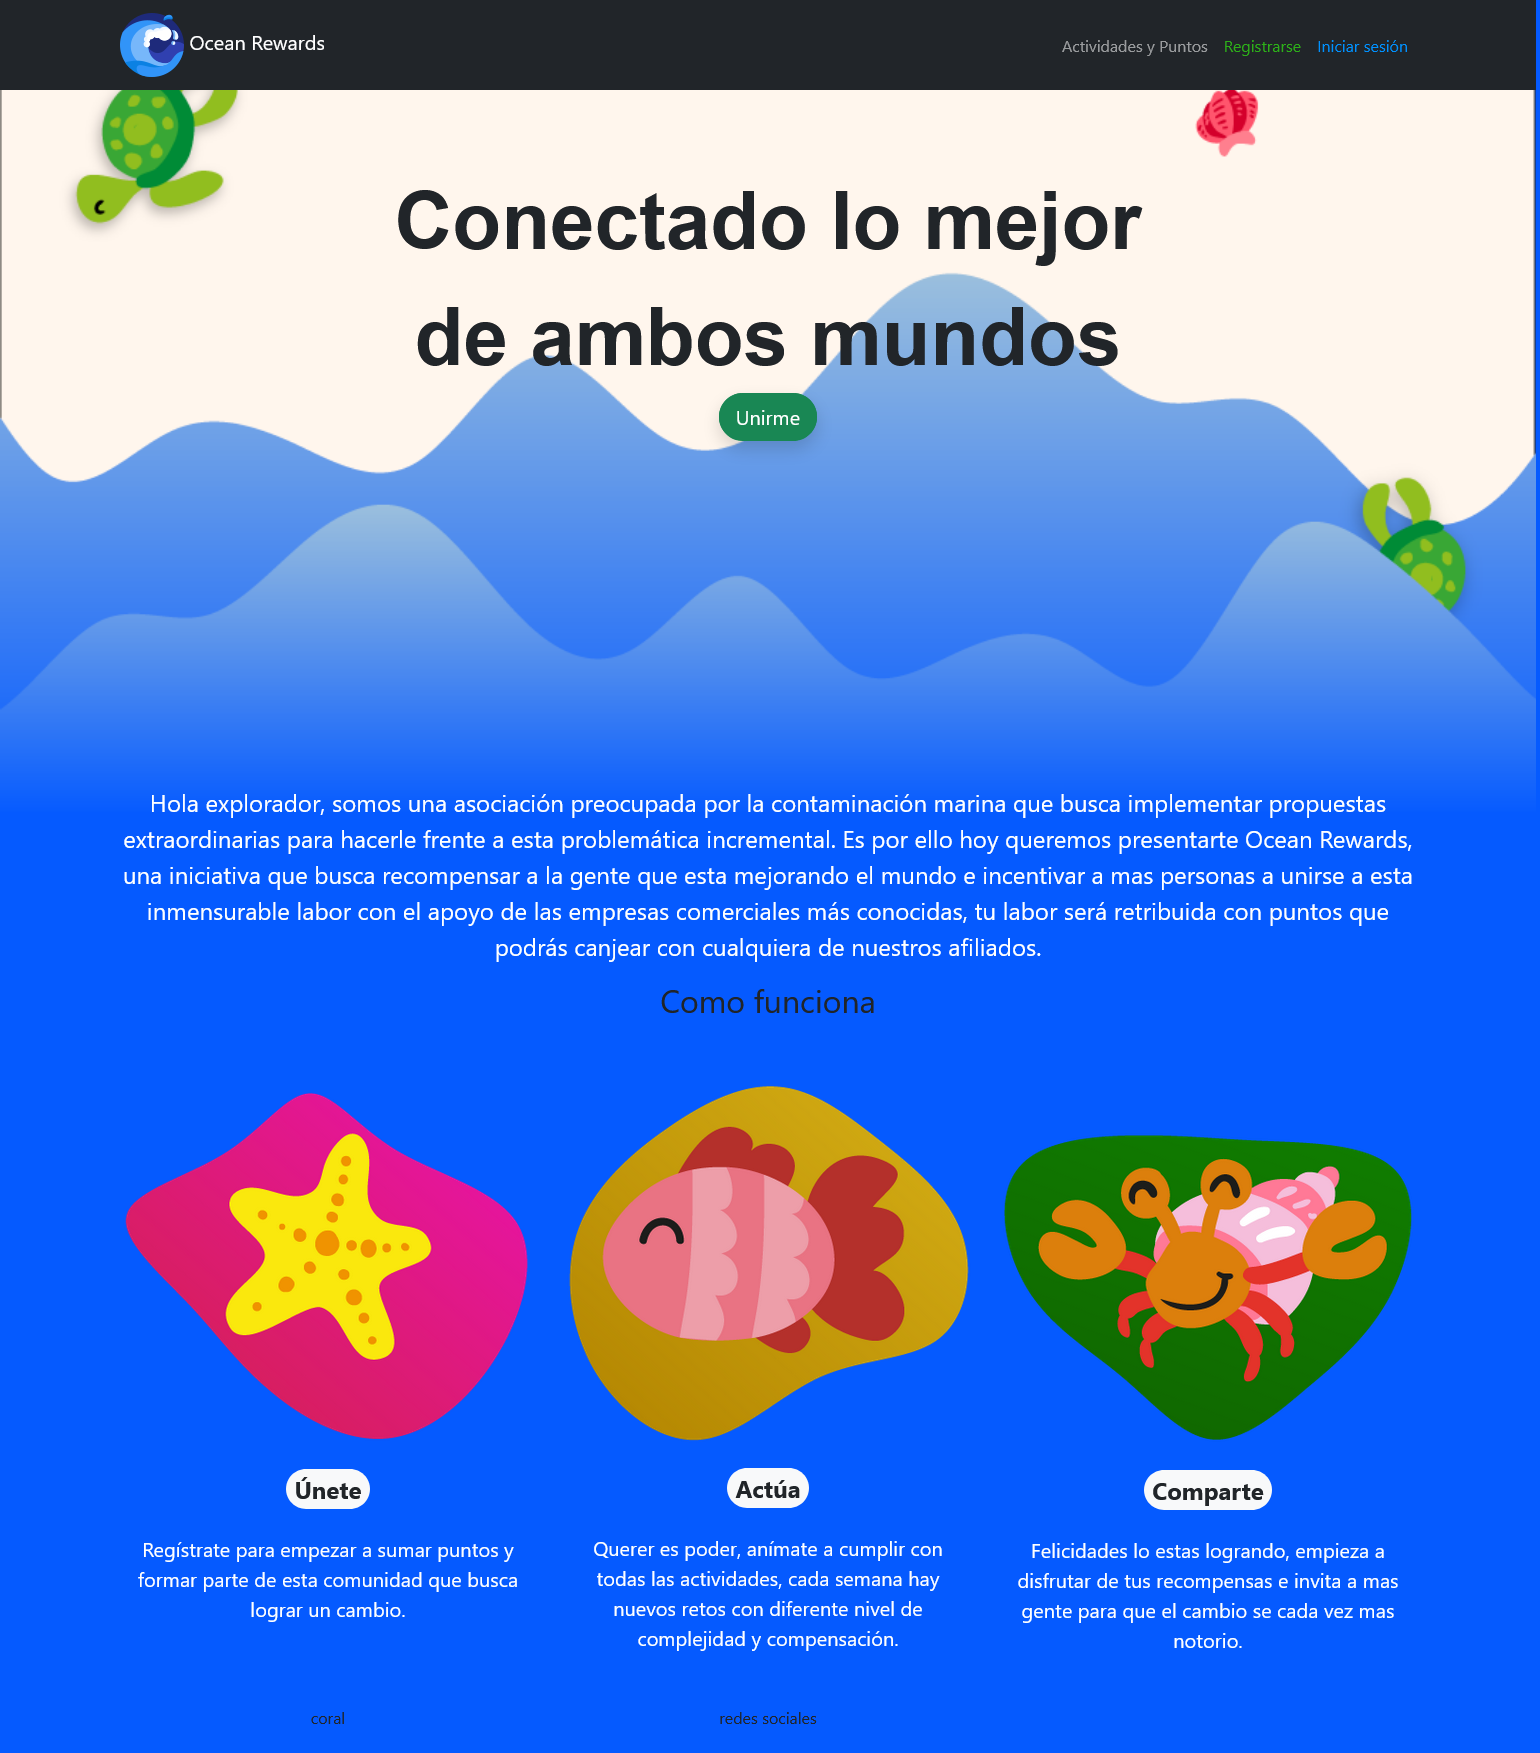 Ocean Rewards
Actividades y Puntos Registrarse Iniciar sesión
Conectado lo mejor
de ambos mundos
Unirme
Hola explorador, somos una asociación preocupada por la contaminación marina que busca implementar propuestas
extraordinarias para hacerle frente a esta problemática incremental. Es por ello hoy queremos presentarte Ocean Rewards,
una iniciativa que busca recompensar a la gente que esta mejorando el mundo e incentivar a mas personas a unirse a esta
inmensurable labor con el apoyo de las empresas comerciales más conocidas, tu labor será retribuida con puntos que
podrás canjear con cualquiera de nuestros afiliados.
Como funciona
Únete
Regístrate para empezar a sumar puntos y
formar parte de esta comunidad que busca
lograr un cambio.
Actúa
Querer es poder, anímate a cumplir con
todas las actividades, cada semana hay
nuevos retos con diferente nivel de
complejidad y compensación.
Comparte
Felicidades lo estas logrando, empieza a
disfrutar de tus recompensas e invita a mas
gente para que el cambio se cada vez mas
notorio.
coral
redes sociales